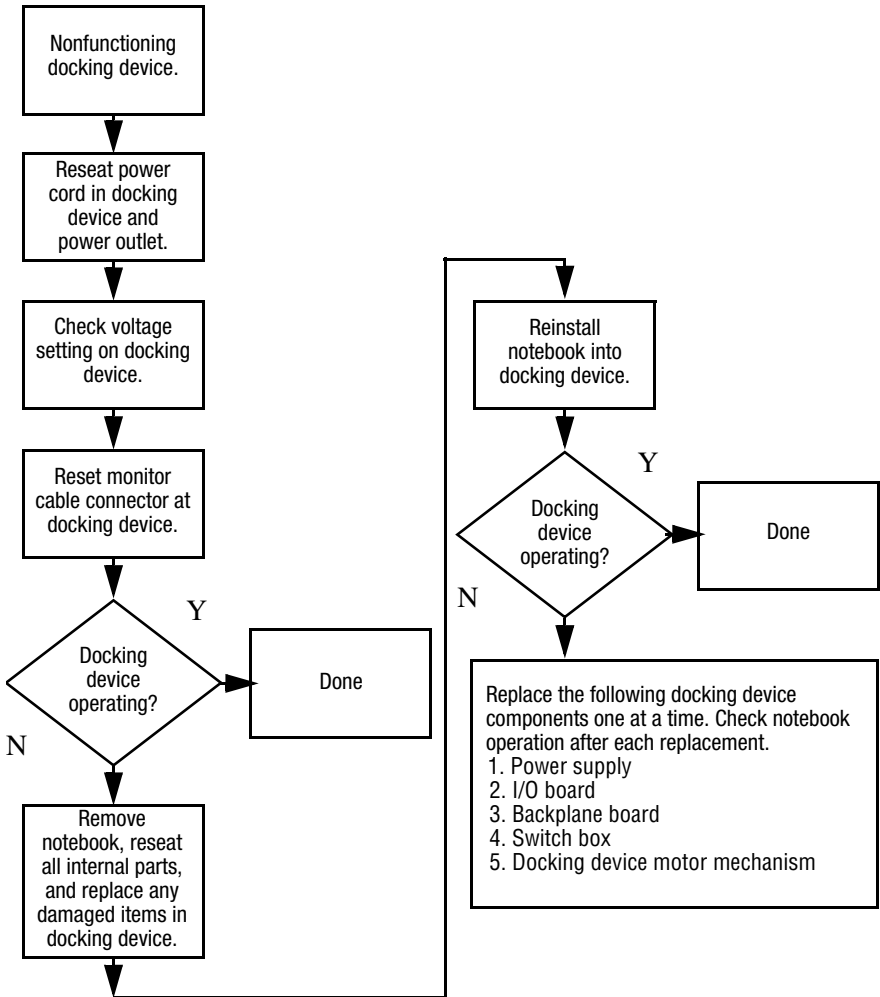 Nonfunctioning
docking device.
Reseat power
cord in docking
device and
power outlet.
Check voltage
setting on docking
device.
Reset monitor
cable connector at
docking device.
Docking
device
operating?
Y
Done
N
Remove
notebook, reseat
all internal parts,
and replace any
damaged items in
docking device.
Reinstall
notebook into
docking device.
Docking
device
operating?
Y
Done
N
Replace the following docking device
components one at a time. Check notebook
operation after each replacement.
1. Power supply
2. I/O board
3. Backplane board
4. Switch box
5. Docking device motor mechanism